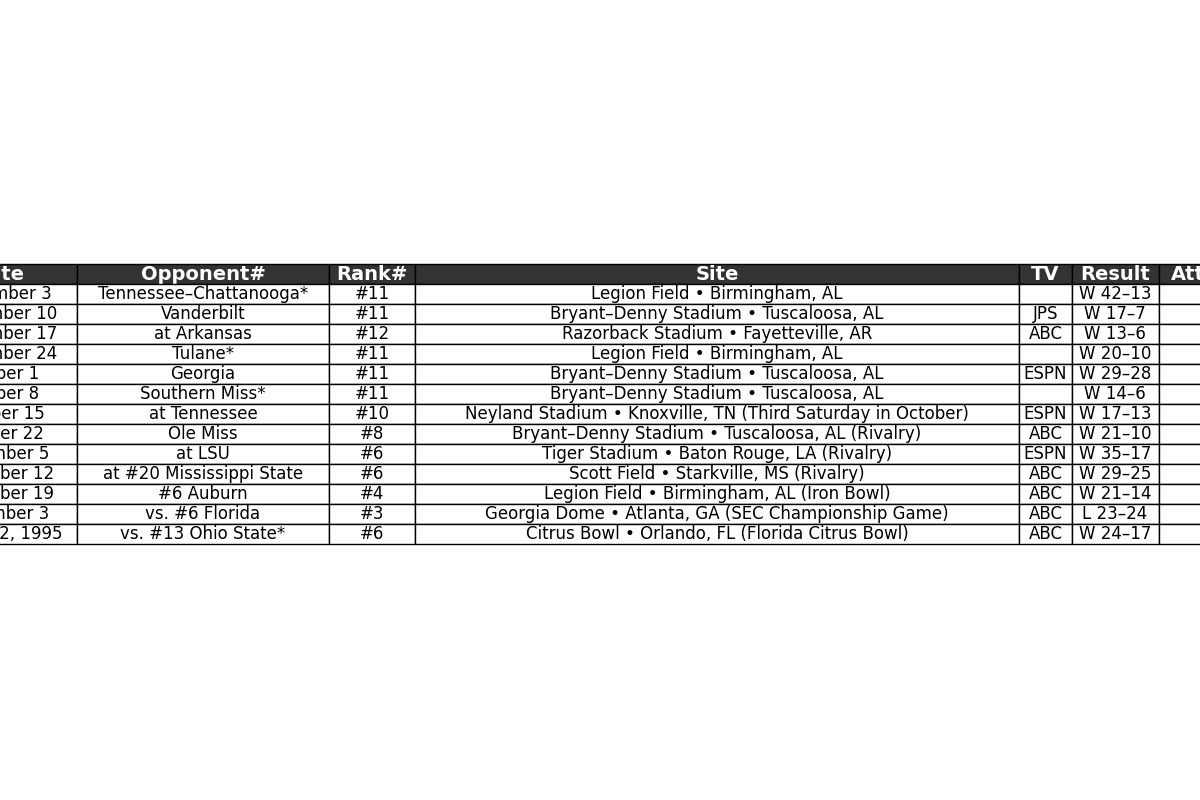 te Opponent# Rank# Site TV Result Att
mber 3 Tennessee–Chattanooga* #11 Legion Field • Birmingham, AL W 42–13
mber 10 Vanderbilt #11 Bryant–Denny Stadium • Tuscaloosa, AL JPS W 17–7
mber 17 at Arkansas #12 Razorback Stadium • Fayetteville, AR ABC W 13–6
mber 24 Tulane* #11 Legion Field • Birmingham, AL W 20–10
ber 1 Georgia #11 Bryant–Denny Stadium • Tuscaloosa, AL ESPN W 29–28
ber 8 Southern Miss* #11 Bryant–Denny Stadium • Tuscaloosa, AL W 14–6
ber 15 at Tennessee #10 Neyland Stadium • Knoxville, TN (Third Saturday in October) ESPN W 17–13
er 22 Ole Miss #8 Bryant–Denny Stadium • Tuscaloosa, AL (Rivalry) ABC W 21–10
mber 5 at LSU #6 Tiger Stadium • Baton Rouge, LA (Rivalry) ESPN W 35–17
ber 12 at #20 Mississippi State #6 Scott Field • Starkville, MS (Rivalry) ABC W 29–25
ber 19 #6 Auburn #4 Legion Field • Birmingham, AL (Iron Bowl) ABC W 21–14
mber 3 vs. #6 Florida #3 Georgia Dome • Atlanta, GA (SEC Championship Game) ABC L 23–24
2, 1995 vs. #13 Ohio State* #6 Citrus Bowl • Orlando, FL (Florida Citrus Bowl) ABC W 24–17